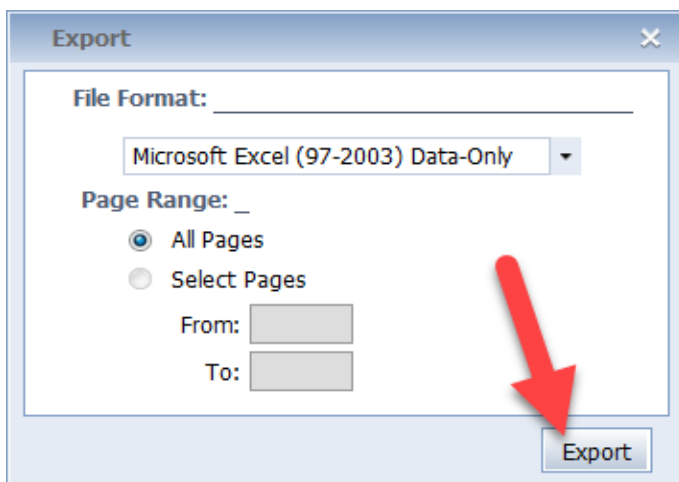 Export
File Format:
Microsoft Excel (97-2003) Data-Only
Page Range:
All Pages
Select Pages
From:
To:
Export